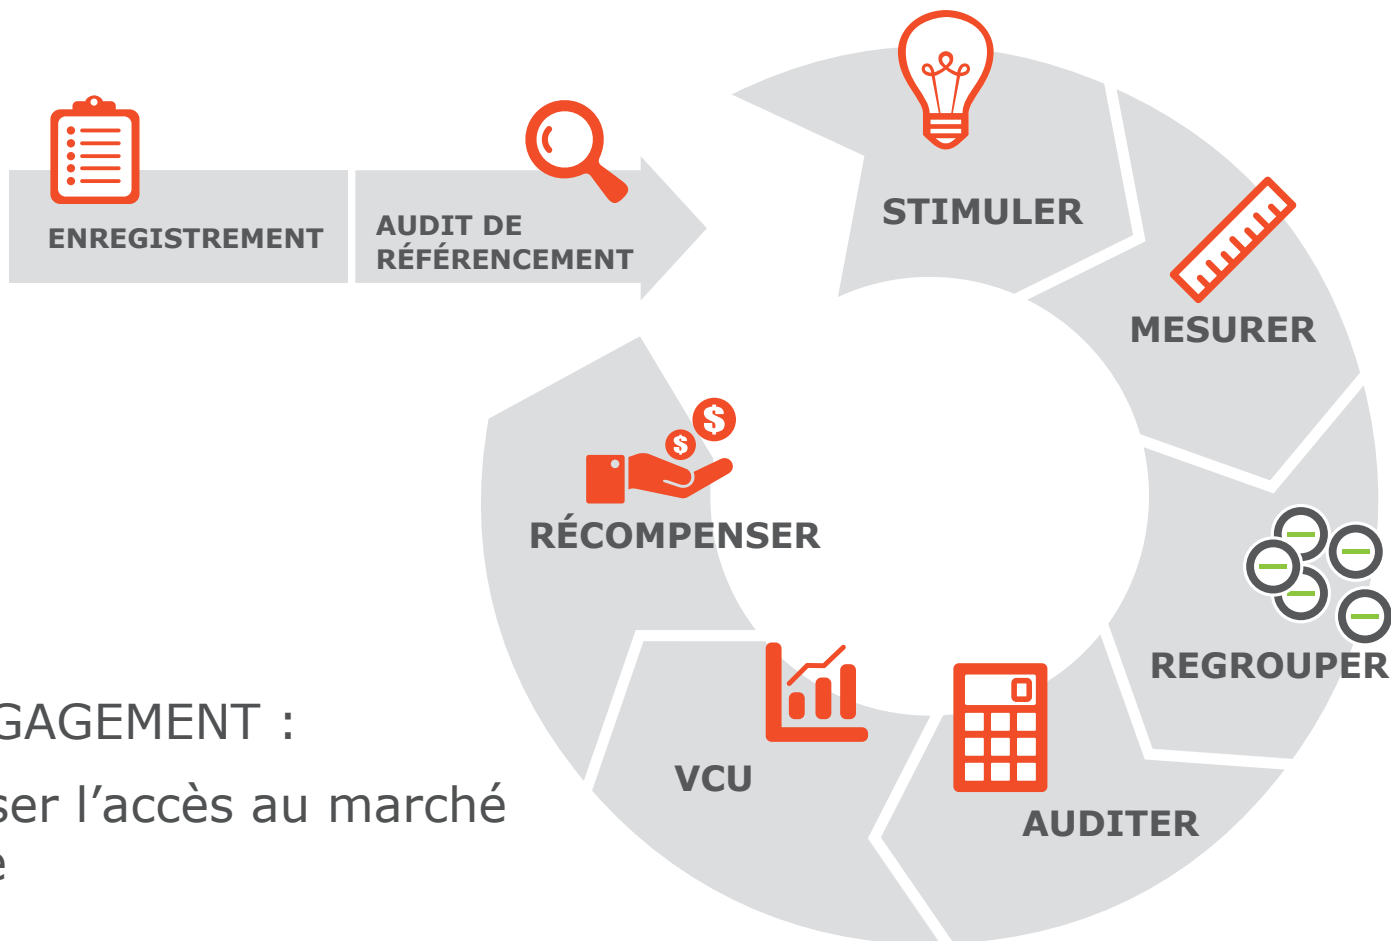 ENREGISTREMENT
AUDIT DE
RÉFÉRENCEMENT
STIMULER
MESURER
REGROUPER
AUDITER
VCU
RÉCOMPENSER
GAGEMENT :
ser l’accès au marché
e